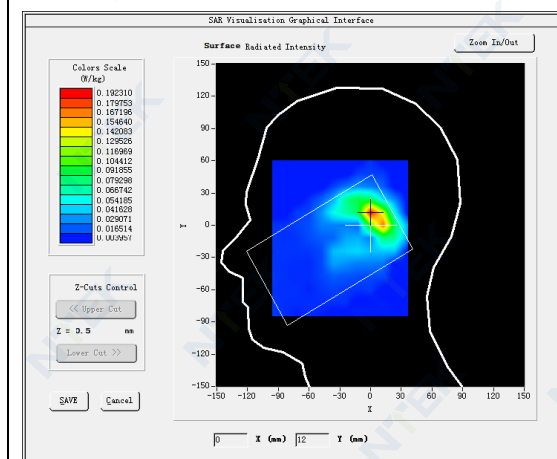 SAR Visualisation Graphical Interface
Surface Radiated Intensity
Zoom In/Out
Colors Scale
(W/kg)
0.192310
0.179753
0.167196
0.154640
0.142083
0.129526
0.116969
0.104412
0.091855
0.079298
0.066742
0.054185
0.041628
0.029071
0.016514
0.003957
Z-Cuts Control
<< Upper Cut
Z = 0.5 mm
Lower Cut >>
SAVE Cancel
150
120
90
60
30
0
-30
-60
-90
-120
-150
Y
-150 -120 -90 -60 -30 0 30 60 90 120 150
X
0 X (mm) 12 Y (mm)
NTEK